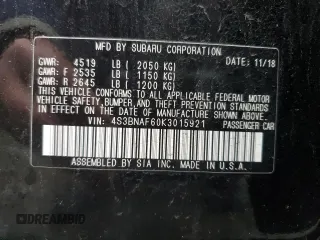 MFD. BY SUBARU CORPORATION
GVWR: 4519 LB ( 2050 KG) DATE: 11/18
GAWR: F 2535 LB ( 1150 KG)
GAWR: R 2645 LB ( 1200 KG)
THIS VEHICLE CONFORMS TO ALL APPLICABLE FEDERAL MOTOR
VEHICLE SAFETY, BUMPER, AND THEFT PREVENTION STANDARDS
IN EFFECT ON THE DATE OF MANUFACTURE SHOWN ABOVE.
VIN: 4S3BNAF60K3015921 PASSENGER CAR
ASSEMBLED BY SIA INC. MADE IN U.S.A.